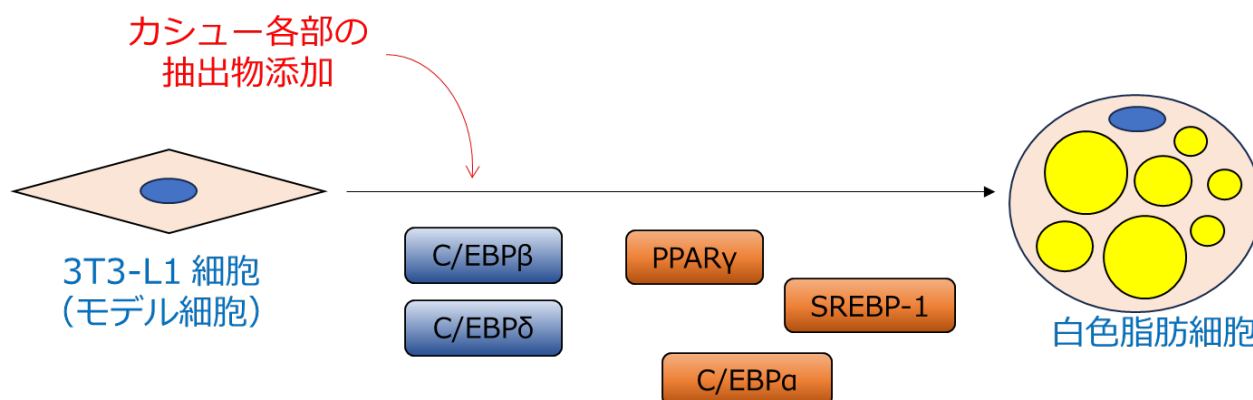 カシュー各部の
抽出物添加
3T3-L1 細胞
（モデル細胞）
C/EBPβ
C/EBPδ
PPARγ
SREBP-1
C/EBPα
白色脂肪細胞